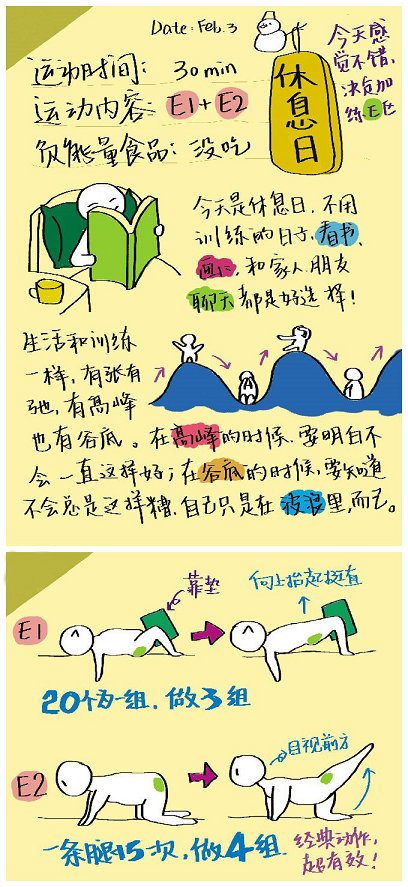 Date: Feb. 3
今天感
觉不错,
决定加
练E1E2
休息日
运动时间: 30min
运动内容: E1+E2
负能量食品: 没吃
今天是休息日,不用
训练的日子,看书、
画画,和家人朋友
聊天都是好选择!
生活和训练
一样,有张有
弛,有高峰
也有谷底。在高峰的时候,要明白不
会一直这样好;在谷底的时候,要知道
不会总是这样糟,自己只是在波浪里,而已。
靠垫
向上抬起挺直
E1
20个为一组,做3组
目视前方
E2
一条腿15次,做4组
经典动作,
超有效!